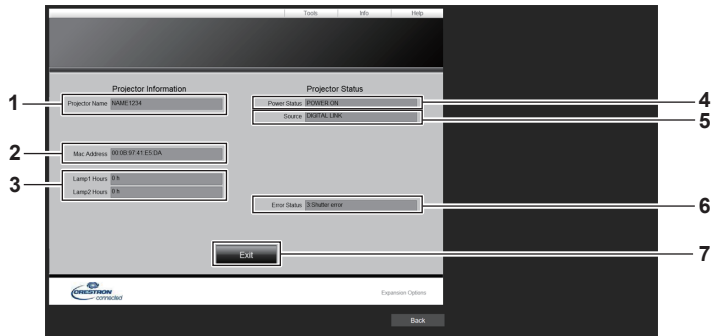 Tools Info Help
Projector Information Projector Status
1 Projector Name NAME1234 Power Status POWER ON 4
Source DIGITAL LINK 5
2 Mac Address 00:0B:97:41:E5:DA
3 Lamp1 Hours 0 h
Lamp2 Hours 0 h
Error Status 3:Shutter error 6
Exit 7
CRESTRON connected Expansion Options
Back